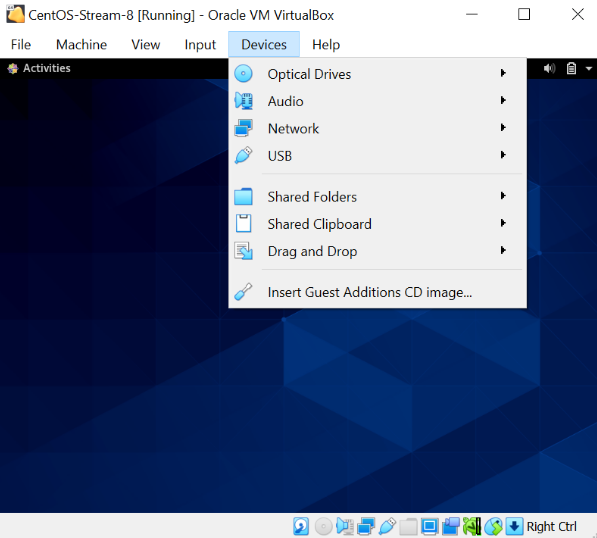 CentOS-Stream-8 [Running] - Oracle VM VirtualBox
File Machine View Input Devices Help
Activities
Optical Drives
Audio
Network
USB
Shared Folders
Shared Clipboard
Drag and Drop
Insert Guest Additions CD image...
Right Ctrl